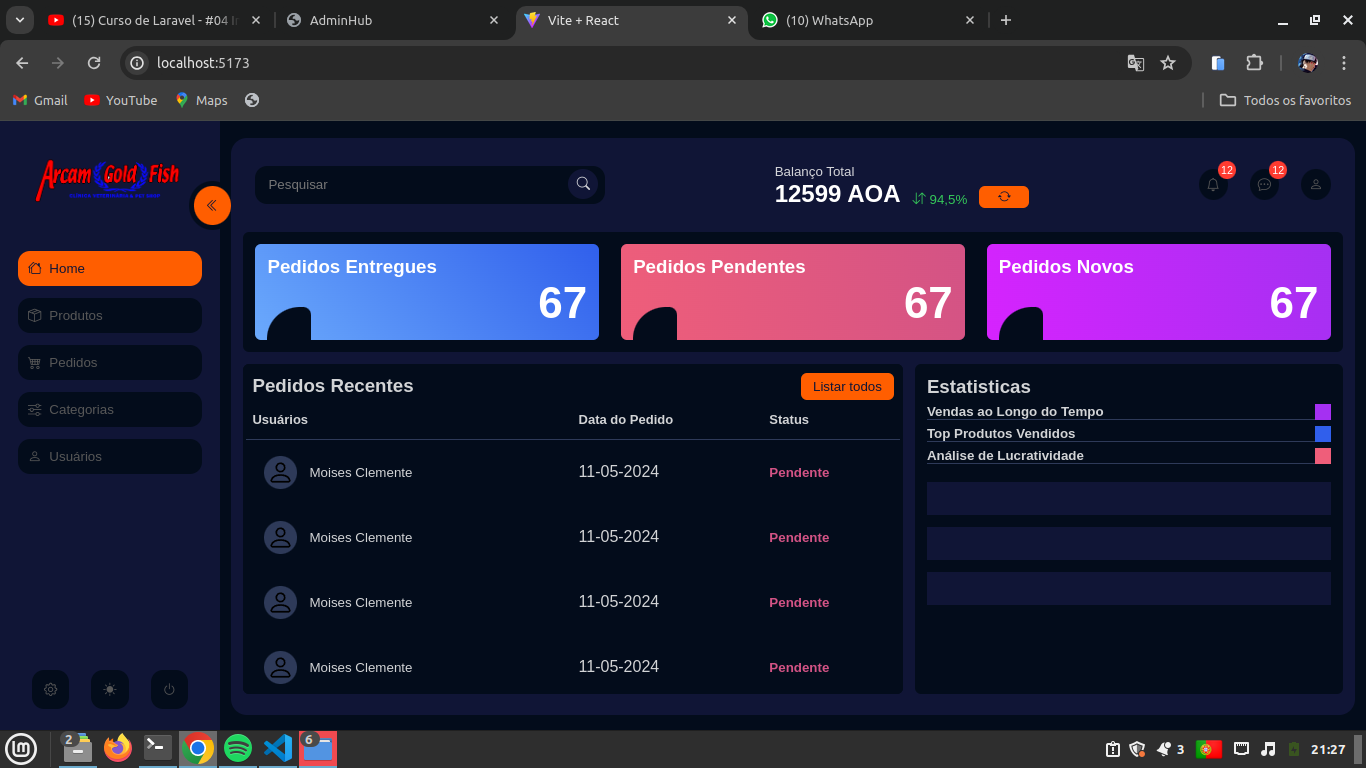 (15) Curso de Laravel - #04 I
AdminHub
Vite + React
(10) WhatsApp
localhost:5173
Gmail
YouTube
Maps
Todos os favoritos
Arcam Gold Fish
Pesquisar
Balanço Total
12599 AOA
94,5%
12
12
Home
Produtos
Pedidos
Categorias
Usuários
Pedidos Entregues
67
Pedidos Pendentes
67
Pedidos Novos
67
Pedidos Recentes
Listar todos
Usuários Data do Pedido Status
Moises Clemente 11-05-2024 Pendente
Moises Clemente 11-05-2024 Pendente
Moises Clemente 11-05-2024 Pendente
Moises Clemente 11-05-2024 Pendente
Estatisticas
Vendas ao Longo do Tempo
Top Produtos Vendidos
Análise de Lucratividade
2
6
3
21:27